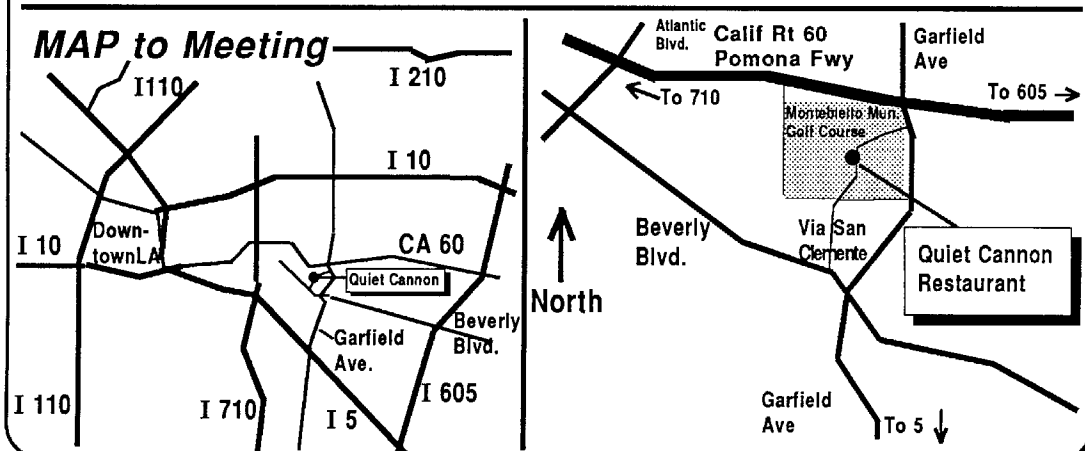 MAP to Meeting
I 210
I110
I 10
Down-
townLA
I 10
CA 60
Quiet Cannon
Garfield
Ave.
Beverly
Blvd.
I 110
I 710
I 5
I 605
Atlantic
Blvd.
Calif Rt 60
Pomona Fwy
Garfield
Ave
To 710
To 605
Montebello Mun.
Golf Course
North
Beverly
Blvd.
Via San
Clemente
Quiet Cannon
Restaurant
Garfield
Ave
To 5